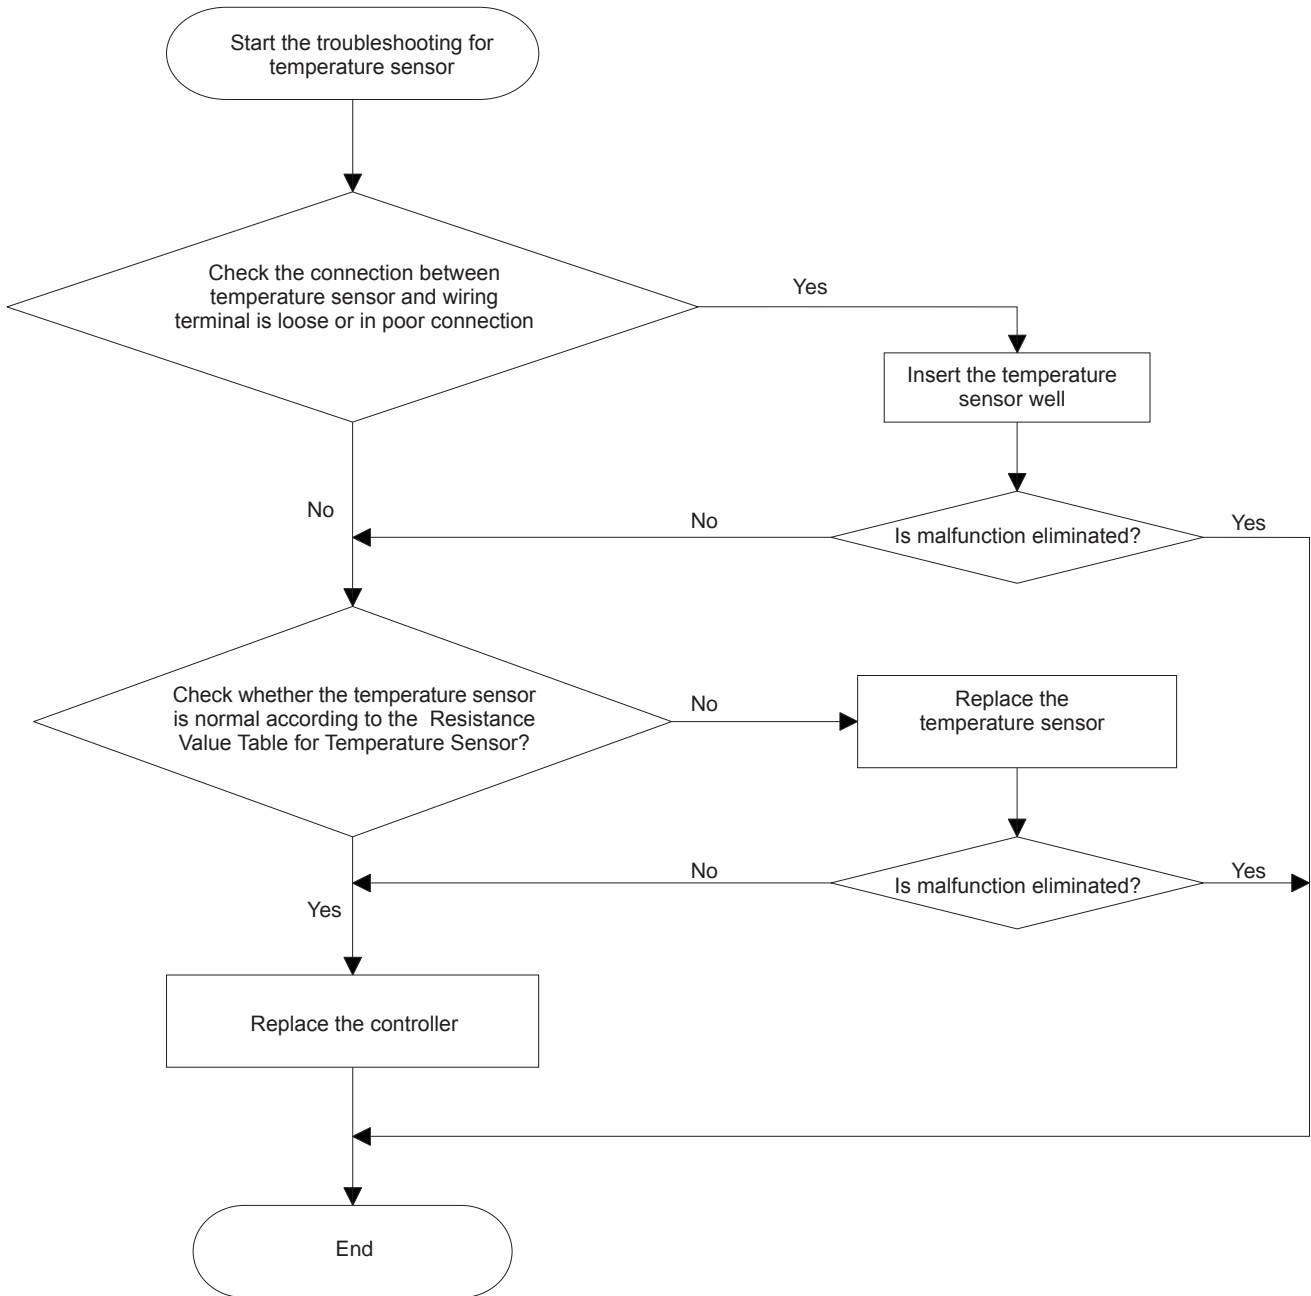 Start the troubleshooting for
temperature sensor
Check the connection between
temperature sensor and wiring
terminal is loose or in poor connection
Yes
Insert the temperature
sensor well
No
No
Is malfunction eliminated?
Yes
Check whether the temperature sensor
is normal according to the Resistance
Value Table for Temperature Sensor?
No
Replace the
temperature sensor
No
Is malfunction eliminated?
Yes
Yes
Replace the controller
End